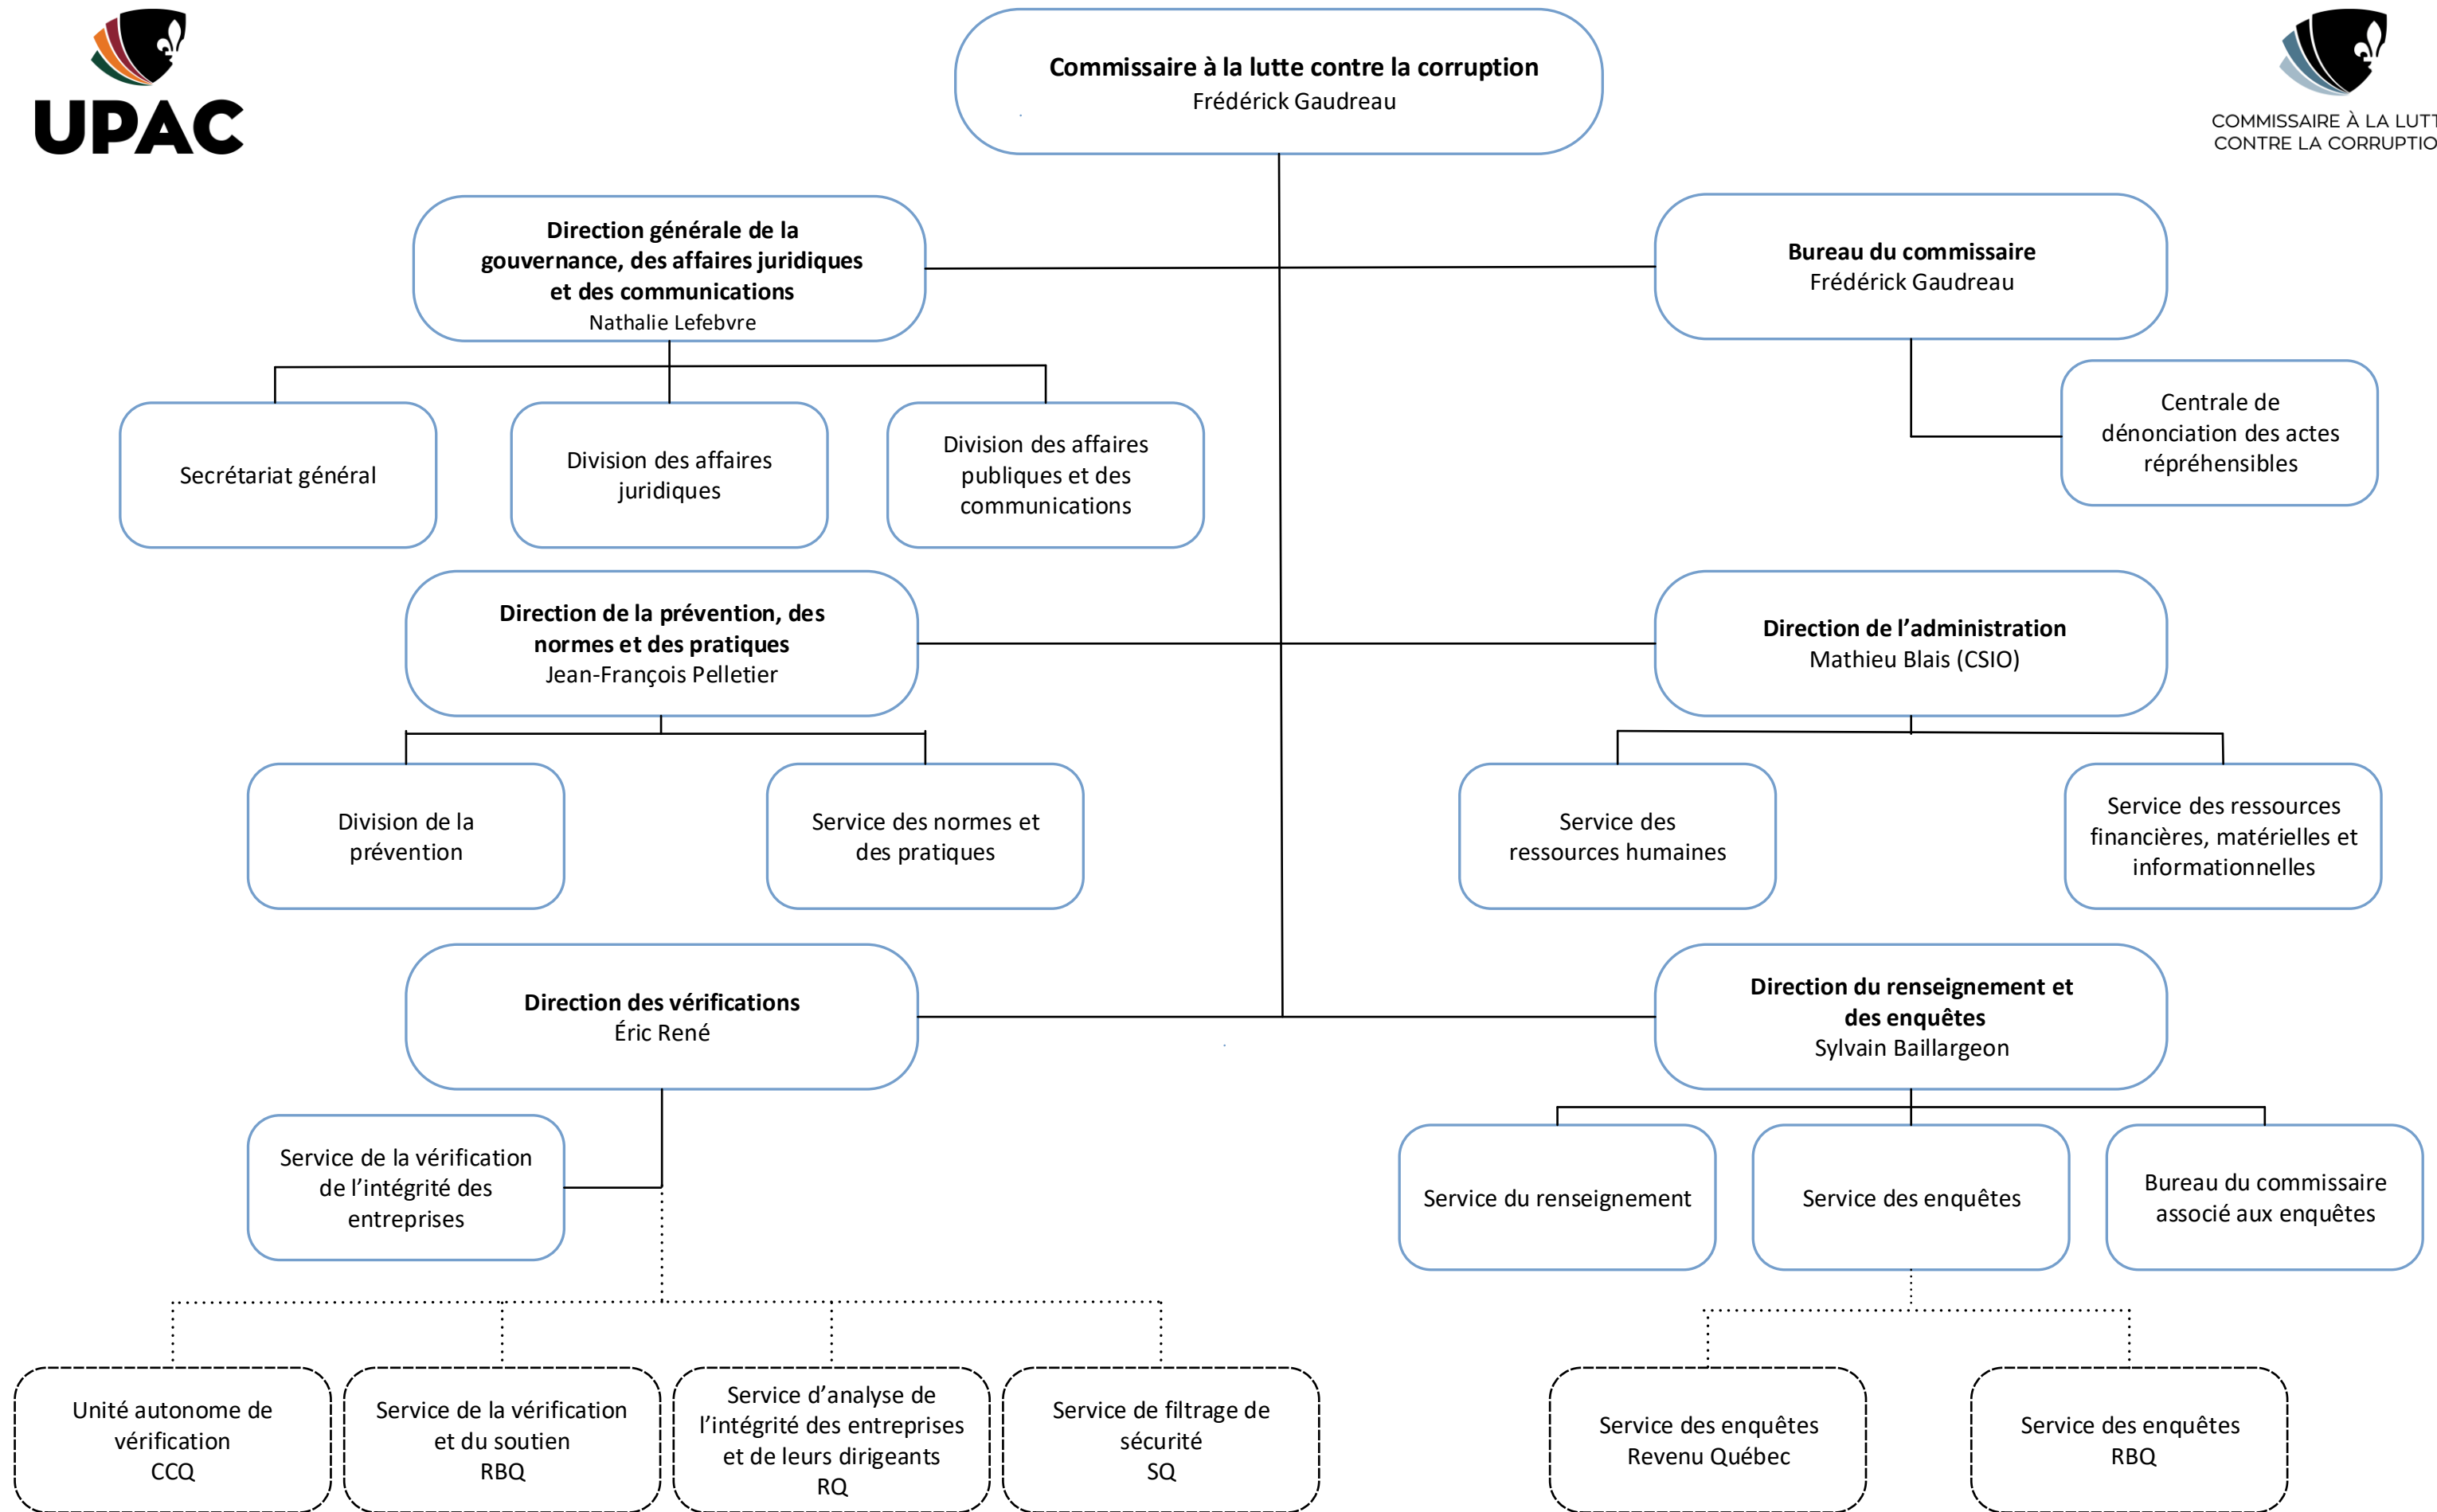 UPAC
Commissaire à la lutte contre la corruption
Frédérick Gaudreau
COMMISSAIRE À LA LUTT
CONTRE LA CORRUPTIO
Direction générale de la
gouvernance, des affaires juridiques
et des communications
Nathalie Lefebvre
Bureau du commissaire
Frédérick Gaudreau
Centrale de
dénonciation des actes
répréhensibles
Secrétariat général
Division des affaires
juridiques
Division des affaires
publiques et des
communications
Direction de la prévention, des
normes et des pratiques
Jean-François Pelletier
Direction de l’administration
Mathieu Blais (CSIO)
Division de la
prévention
Service des normes et
des pratiques
Service des
ressources humaines
Service des ressources
financières, matérielles et
informationnelles
Direction des vérifications
Éric René
Direction du renseignement et
des enquêtes
Sylvain Baillargeon
Service de la vérification
de l’intégrité des
entreprises
Service du renseignement
Service des enquêtes
Bureau du commissaire
associé aux enquêtes
Unité autonome de
vérification
CCQ
Service de la vérification
et du soutien
RBQ
Service d’analyse de
l’intégrité des entreprises
et de leurs dirigeants
RQ
Service de filtrage de
sécurité
SQ
Service des enquêtes
Revenu Québec
Service des enquêtes
RBQ